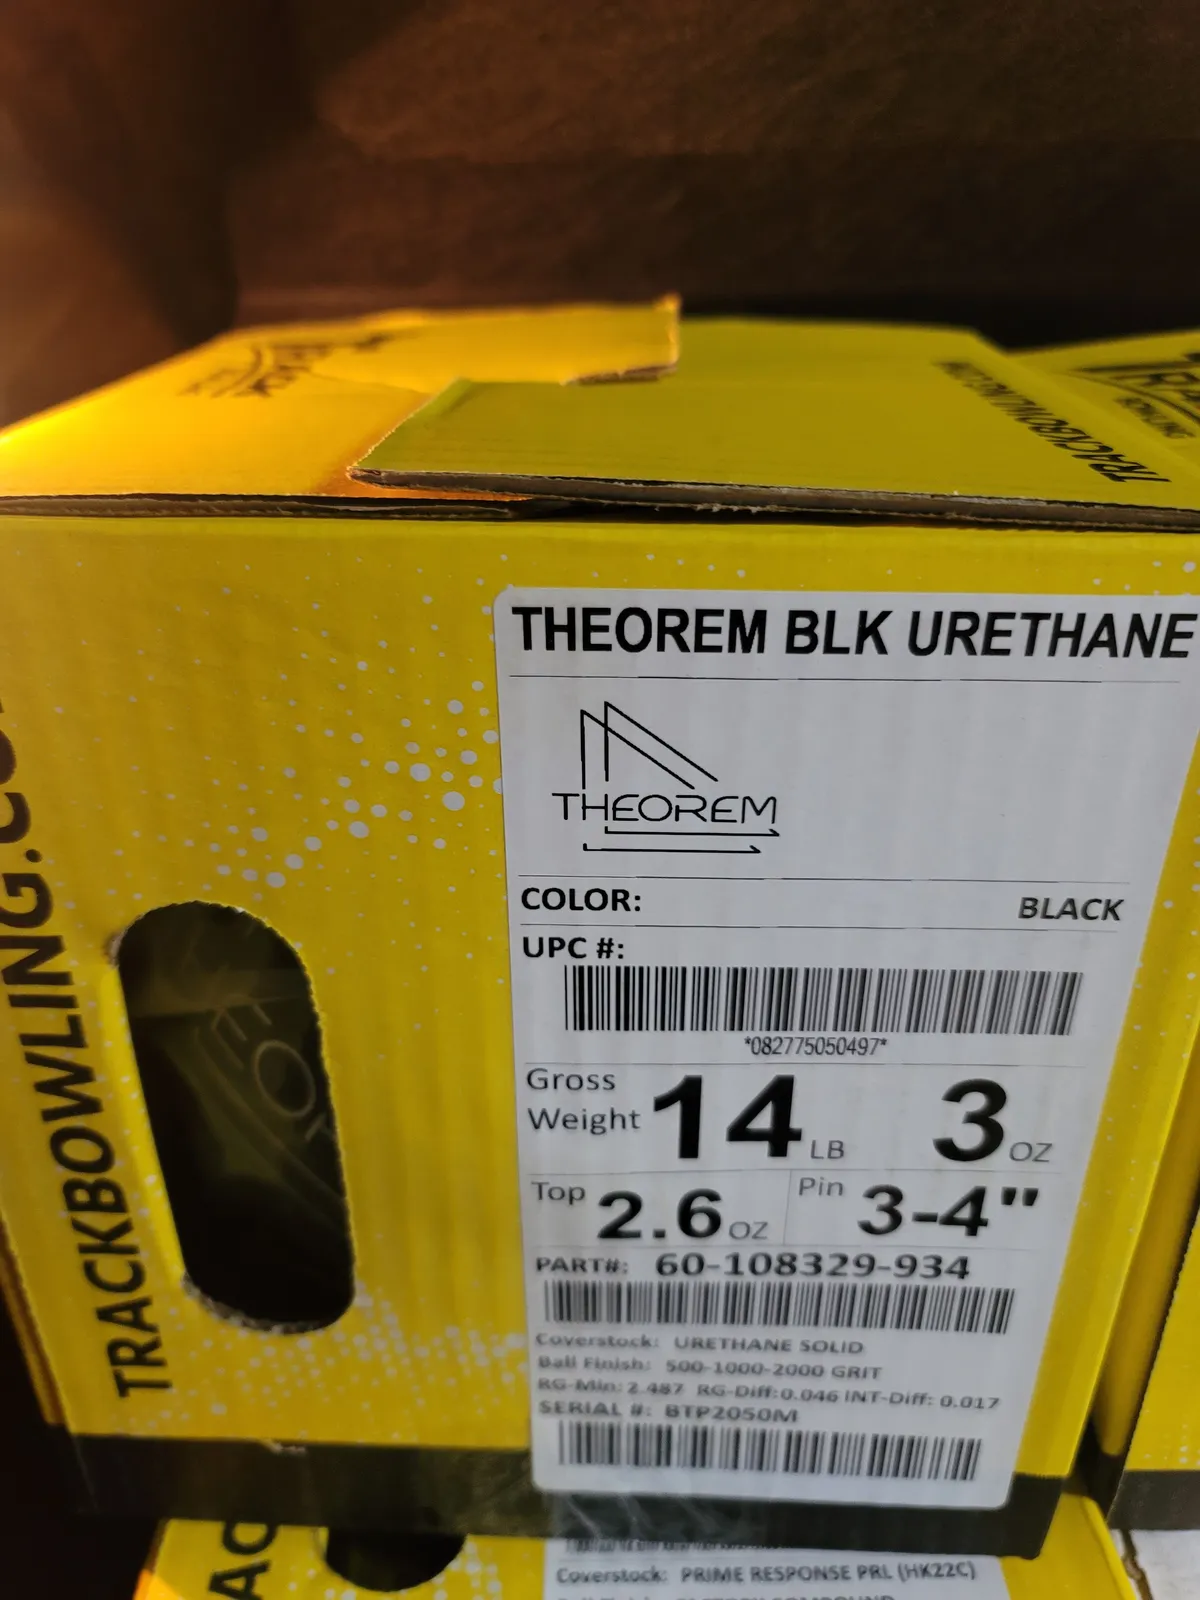 TRACKBOWLING.COM
TRACKBOWLING.CO
THEOREM BLK URETHANE
THEOREM
COLOR: BLACK
UPC #:
*082775050497*
Gross Weight 14 LB 3 OZ
Top 2.6 OZ Pin 3-4"
PART#: 60-108329-934
Coverstock: URETHANE SOLID
Ball Finish: 500-1000-2000 GRIT
RG-Min: 2.487 RG-Diff: 0.046 INT-Diff: 0.017
SERIAL #: BTP2050M
Coverstock: PRIME RESPONSE PRL (HK22C)